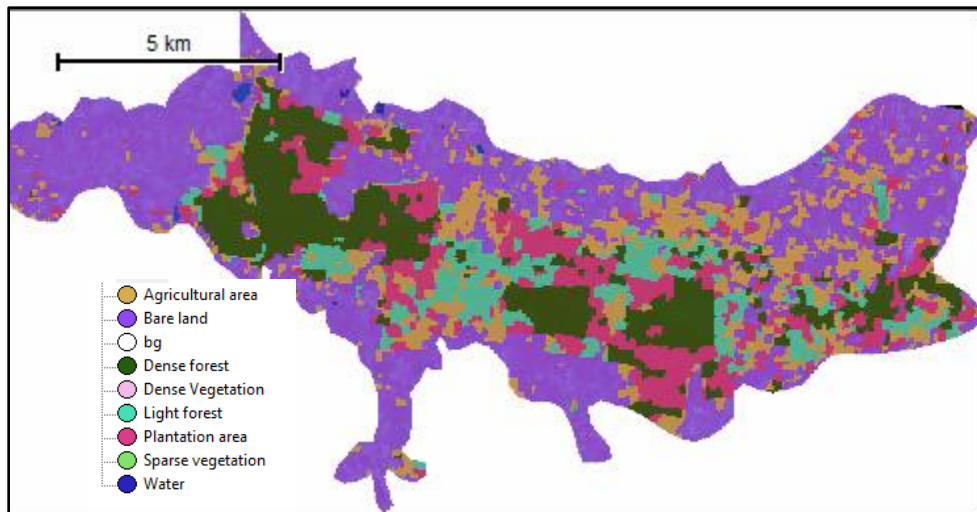 5 km
Agricultural area
Bare land
bg
Dense forest
Dense Vegetation
Light forest
Plantation area
Sparse vegetation
Water